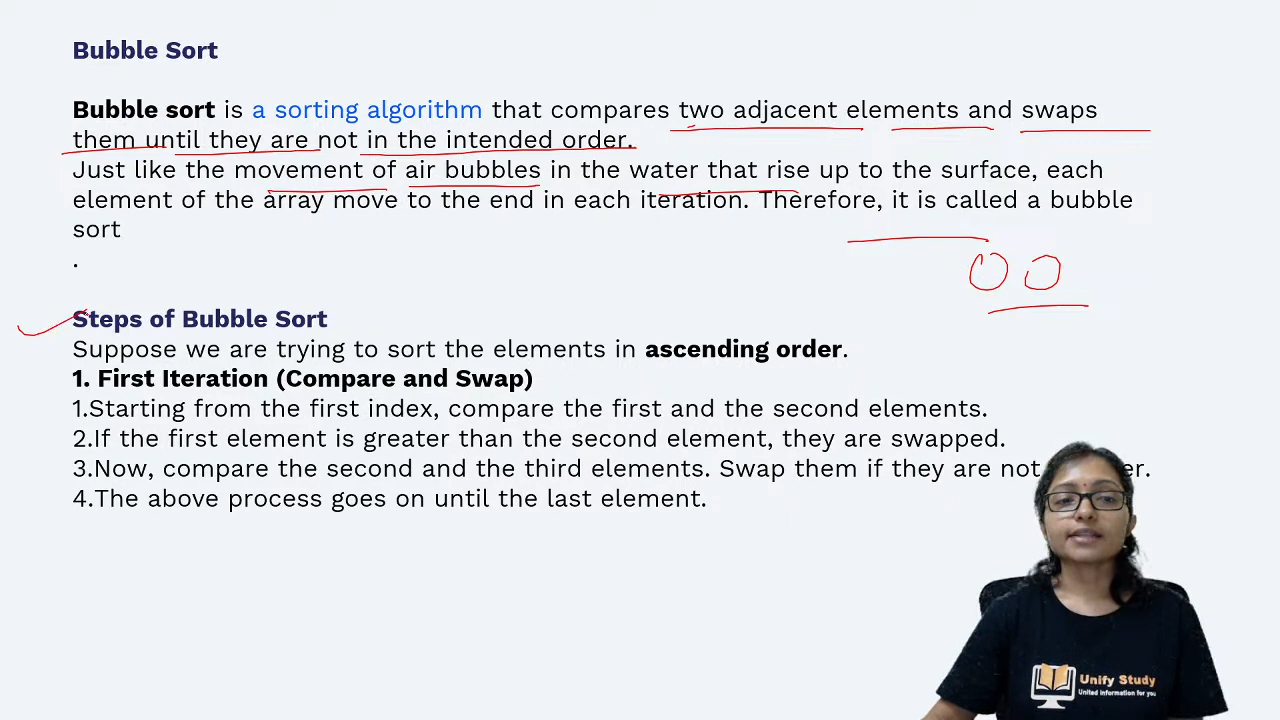 Bubble Sort
Bubble sort is a sorting algorithm that compares two adjacent elements and swaps
them until they are not in the intended order.
Just like the movement of air bubbles in the water that rise up to the surface, each
element of the array move to the end in each iteration. Therefore, it is called a bubble
sort
.
Steps of Bubble Sort
Suppose we are trying to sort the elements in ascending order.
1. First Iteration (Compare and Swap)
1.Starting from the first index, compare the first and the second elements.
2.If the first element is greater than the second element, they are swapped.
3.Now, compare the second and the third elements. Swap them if they are not er.
4.The above process goes on until the last element.
Unify Study
United information for you